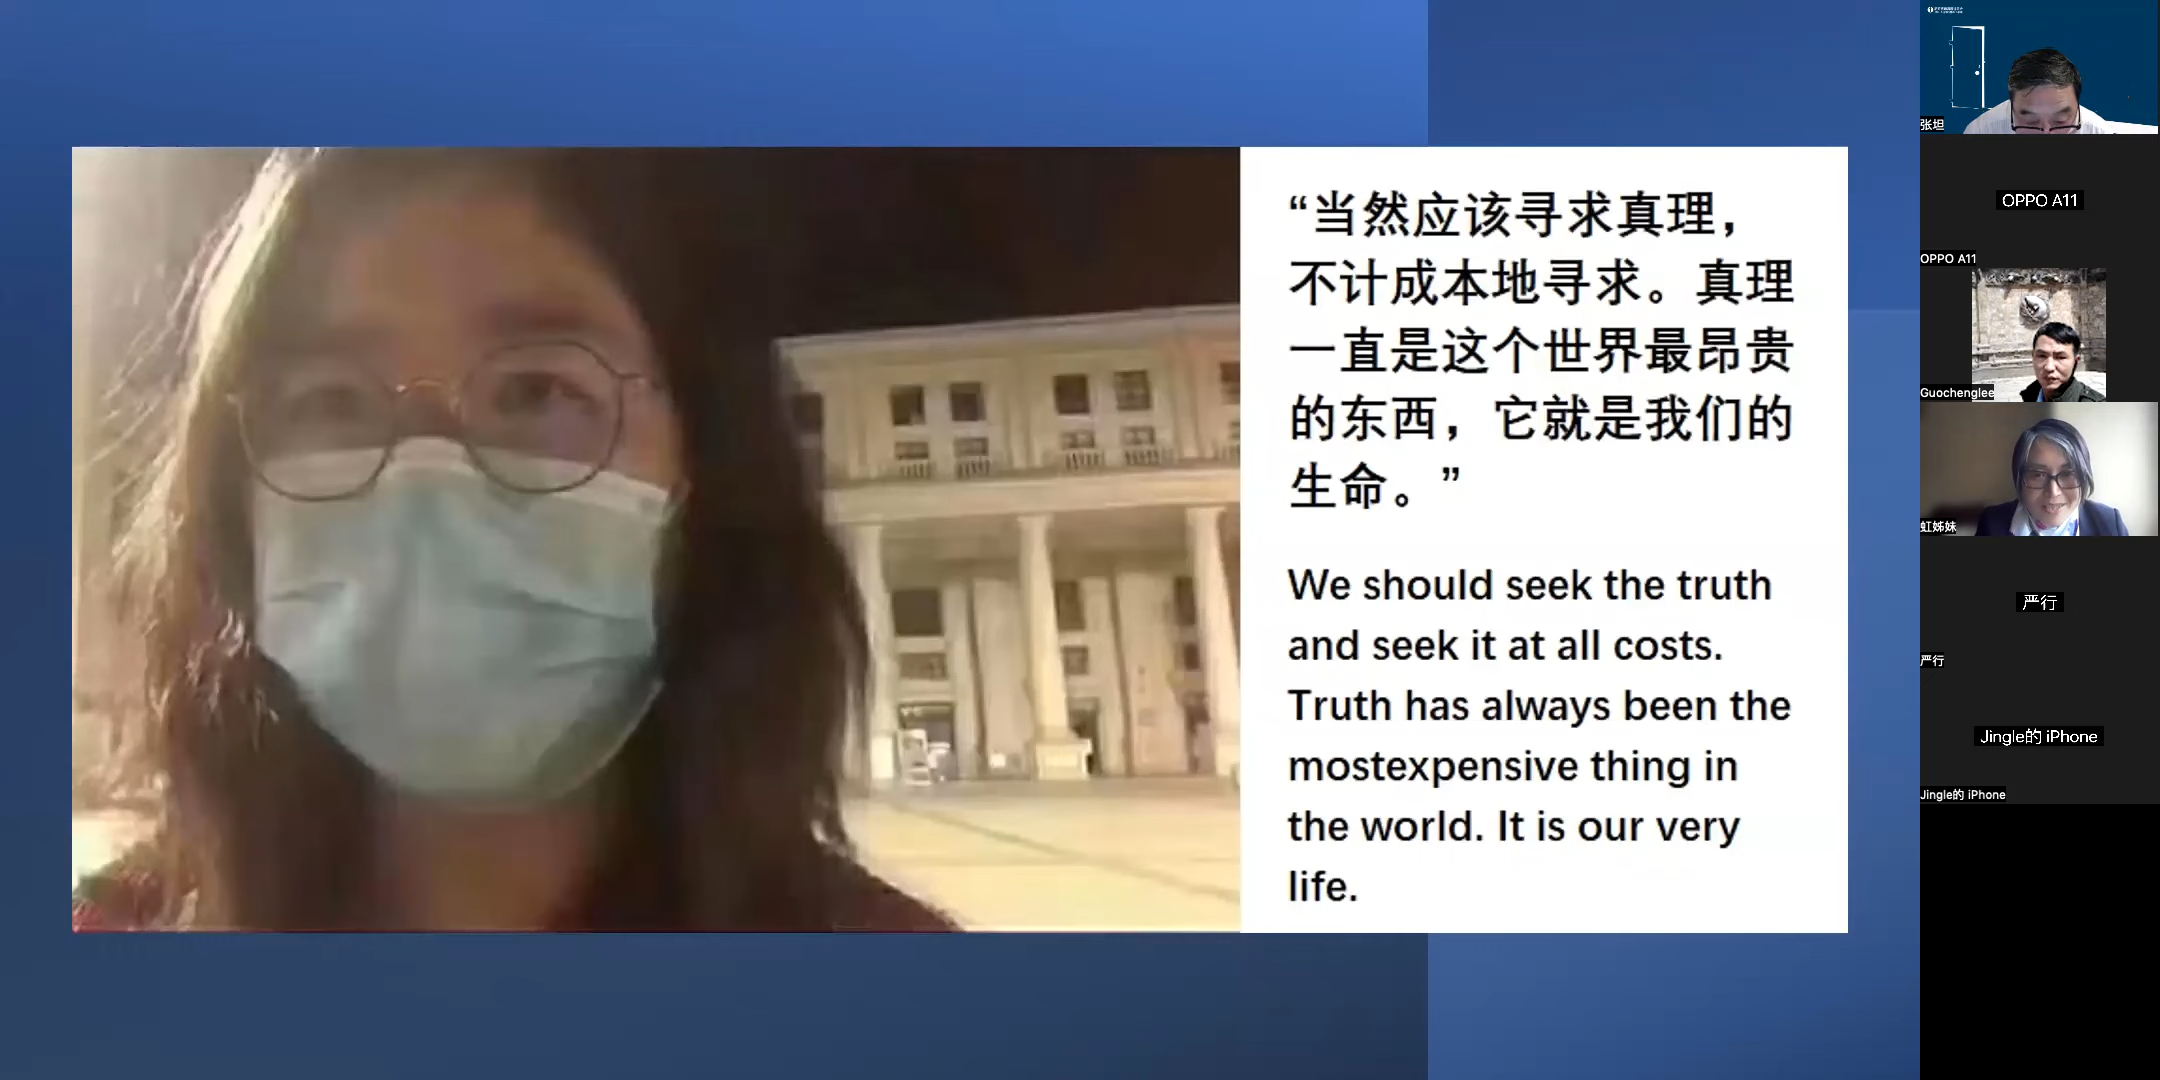 “当然应该寻求真理，
不计成本地寻求。真理
一直是这个世界最昂贵
的东西，它就是我们的
生命。”
We should seek the truth
and seek it at all costs.
Truth has always been the
mostexpensive thing in
the world. It is our very
life.
张坦
OPPO A11
OPPO A11
Guochenglee
虹姊妹
严行
严行
Jingle的 iPhone
Jingle的 iPhone